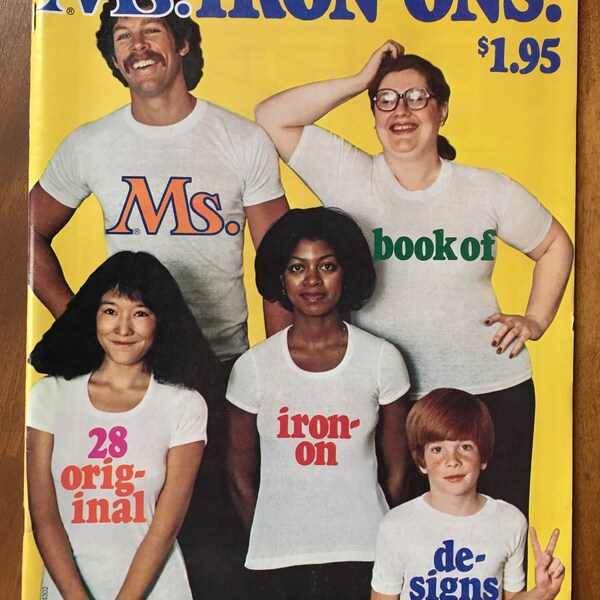 Ms. IRON-ONS.
$1.95
Ms.
book of
28
orig-
inal
iron-
on
de-
signs